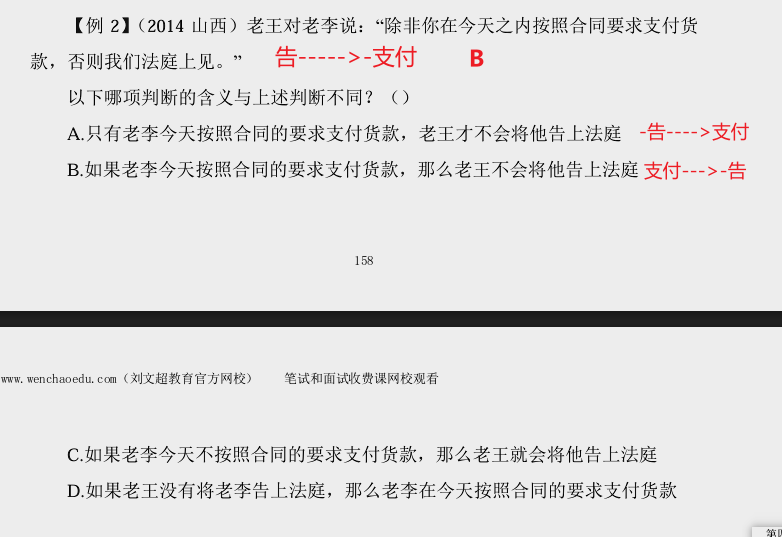 【例 2】（2014 山西）老王对老李说：“除非你在今天之内按照合同要求支付货
款，否则我们法庭上见。” 告----->-支付 B
以下哪项判断的含义与上述判断不同？（）
A.只有老李今天按照合同的要求支付货款，老王才不会将他告上法庭 -告---->支付
B.如果老李今天按照合同的要求支付货款，那么老王不会将他告上法庭 支付--->-告
158
www.wenchaoedu.com（刘文超教育官方网校） 笔试和面试收费课网校观看
C.如果老李今天不按照合同的要求支付货款，那么老王就会将他告上法庭
D.如果老王没有将老李告上法庭，那么老李在今天按照合同的要求支付货款